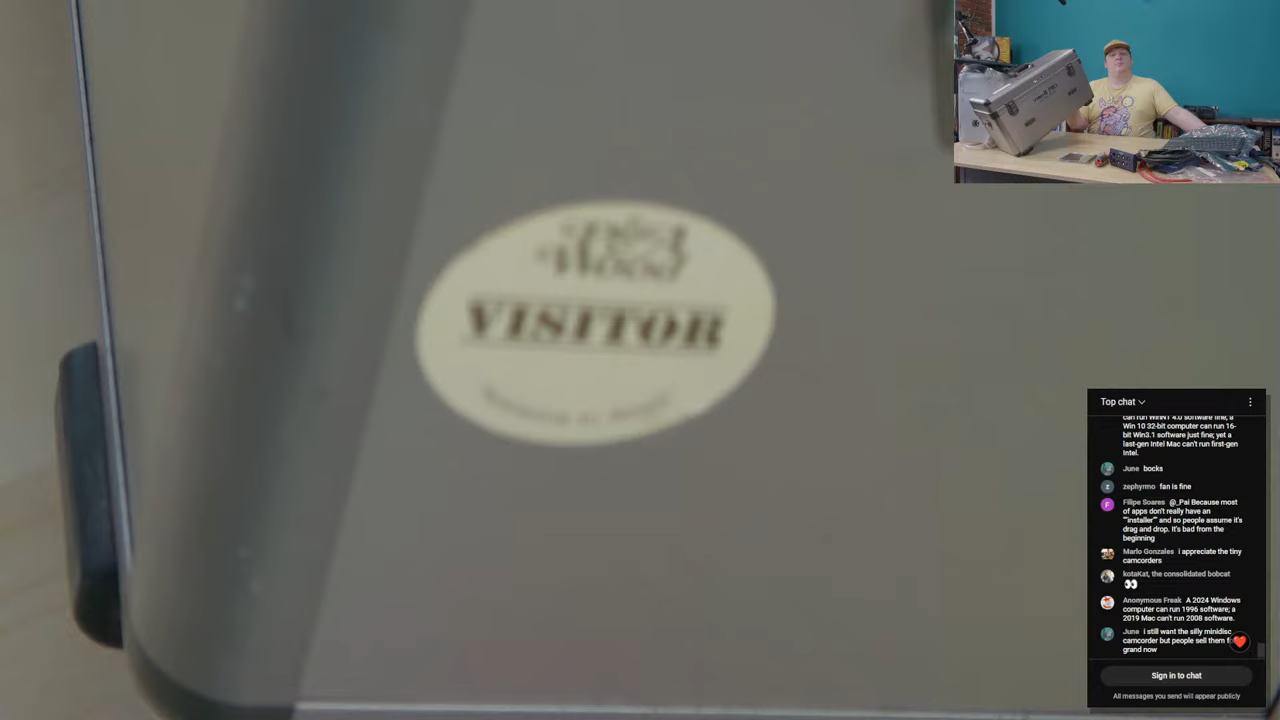 VISITOR
Top chat
can run WinNT 4.0 software fine; a
Win 10 32-bit computer can run 16-
bit Win3.1 software just fine; yet a
last-gen Intel Mac can't run first-gen
Intel.
June bocks
zephyrmo fan is fine
Filipe Soares @_Pai Because most
of apps don't really have an
""installer"" and so people assume it's
drag and drop. It's bad from the
beginning
Marlo Gonzales i appreciate the tiny
camcorders
kotaKat, the consolidated bobcat
Anonymous Freak A 2024 Windows
computer can run 1996 software; a
2019 Mac can't run 2008 software.
June i still want the silly minidisc
camcorder but people sell them
grand now
Sign in to chat
All messages you send will appear publicly